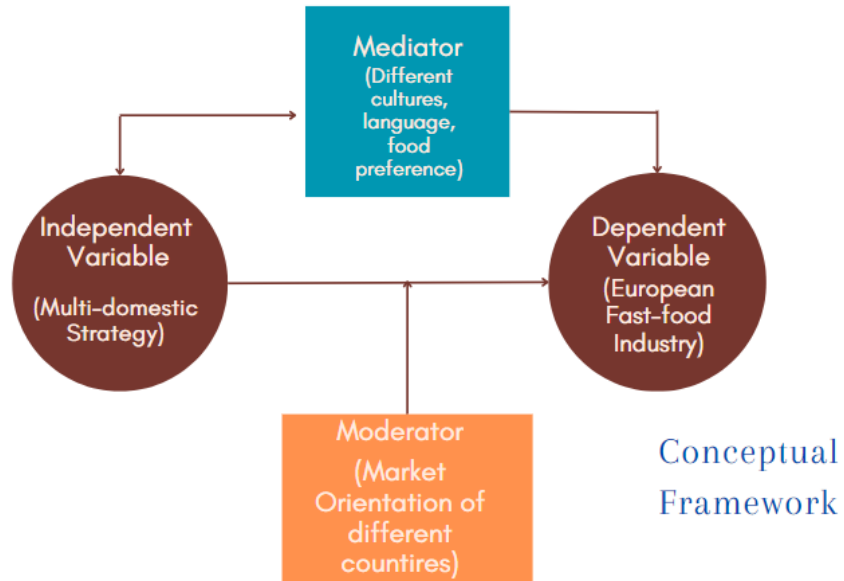 Mediator
(Different
cultures,
language,
food
preference)
Independent
Variable
(Multi-domestic
Strategy)
Dependent
Variable
(European
Fast-food
Industry)
Moderator
(Market
Orientation of
different
countires)
Conceptual
Framework